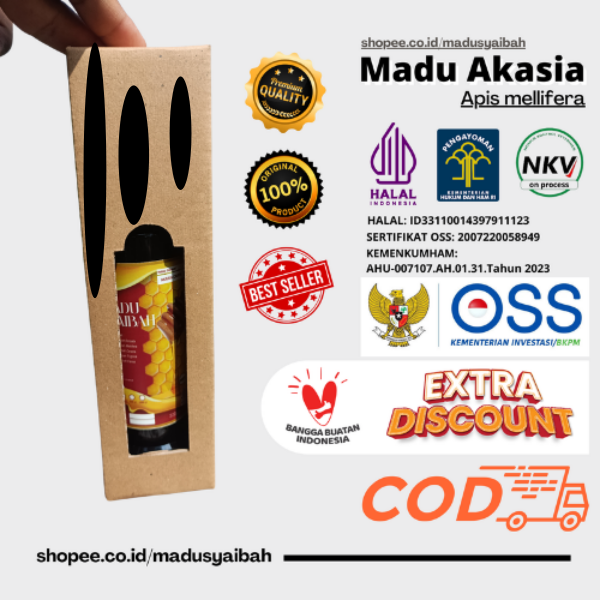 shopee.co.id/madusyaibah
Madu Akasia
Apis mellifera
Premium
QUALITY
ORIGINAL
100%
PRODUCT
BEST SELLER
HALAL
INDONESIA
PENGAYOMAN
KEMENTERIAN
HUKUM DAN HAM RI
NKV
on process
HALAL: ID33110014397911123
SERTIFIKAT OSS: 2007220058949
KEMENKUMHAM:
AHU-007107.AH.01.31.Tahun 2023
OSS
KEMENTERIAN INVESTASI/BKPM
BANGGA BUATAN
INDONESIA
EXTRA
DISCOUNT
COD
shopee.co.id/madusyaibah